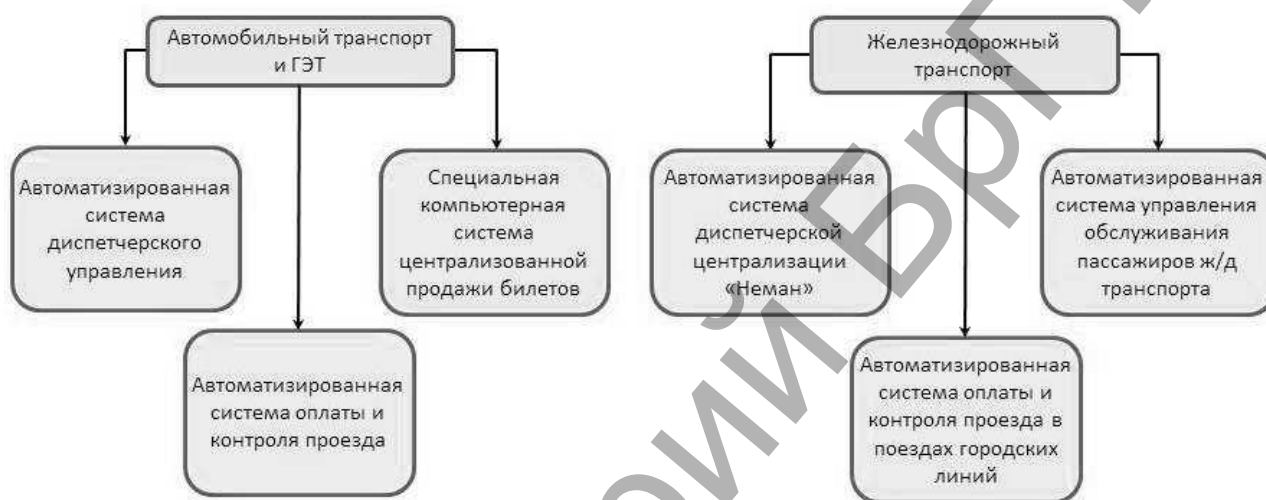 Автомобильный транспорт
и ГЭТ
Автоматизированная
система
диспетчерского
управления
Специальная
компьютерная
система
централизованной
продажи билетов
Автоматизированная
система оплаты и
контроля проезда
Железнодорожный
транспорт
Автоматизированная
система
диспетчерской
централизации
«Неман»
Автоматизированная
система управления
обслуживания
пассажиров ж/д
транспорта
Автоматизированная
система оплаты и
контроля проезда в
поездах городских
линий